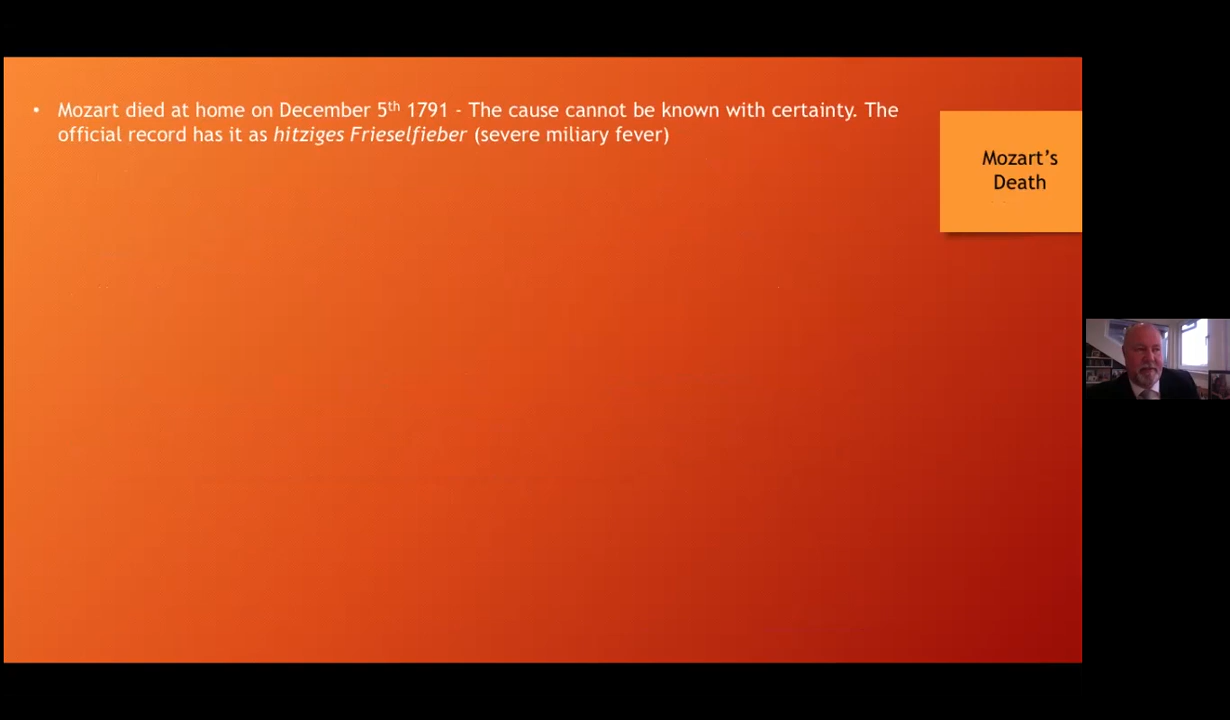 • Mozart died at home on December 5th 1791 - The cause cannot be known with certainty. The
official record has it as hitziges Frieselfieber (severe miliary fever)
Mozart's
Death